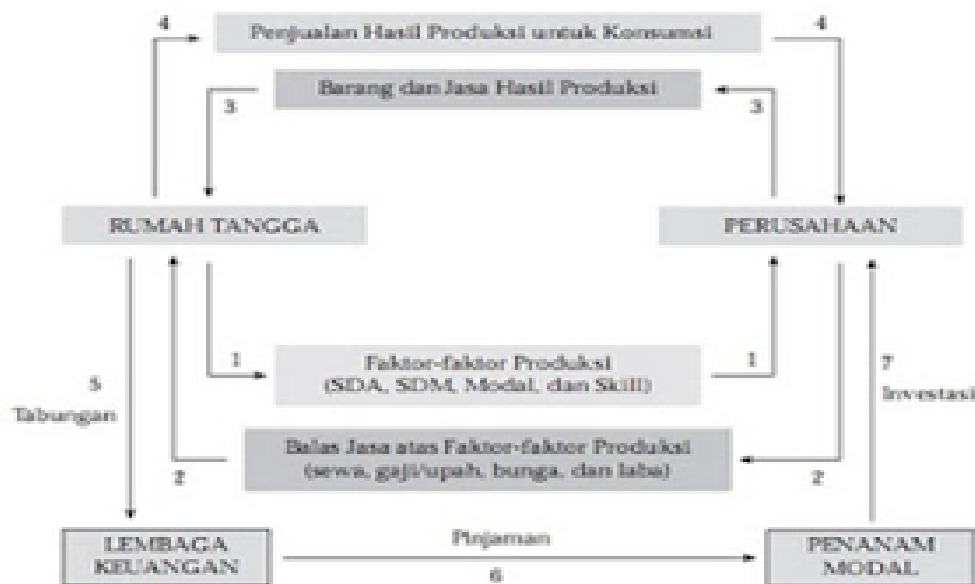 4
Penjualan Hasil Produksi untuk Konsumsi
4
Barang dan Jasa Hasil Produksi
3
3
RUMAH TANGGA
PERUSAHAAN
1
Faktor-faktor Produksi
(SDA, SDM, Modal, dan Skill)
1
5
Tabungan
7
Investasi
2
Balas Jasa atas Faktor-faktor Produksi
(sewa, gaji/upah, bunga, dan laba)
2
LEMBAGA
KEUANGAN
Pinjaman
6
PENANAM
MODAL